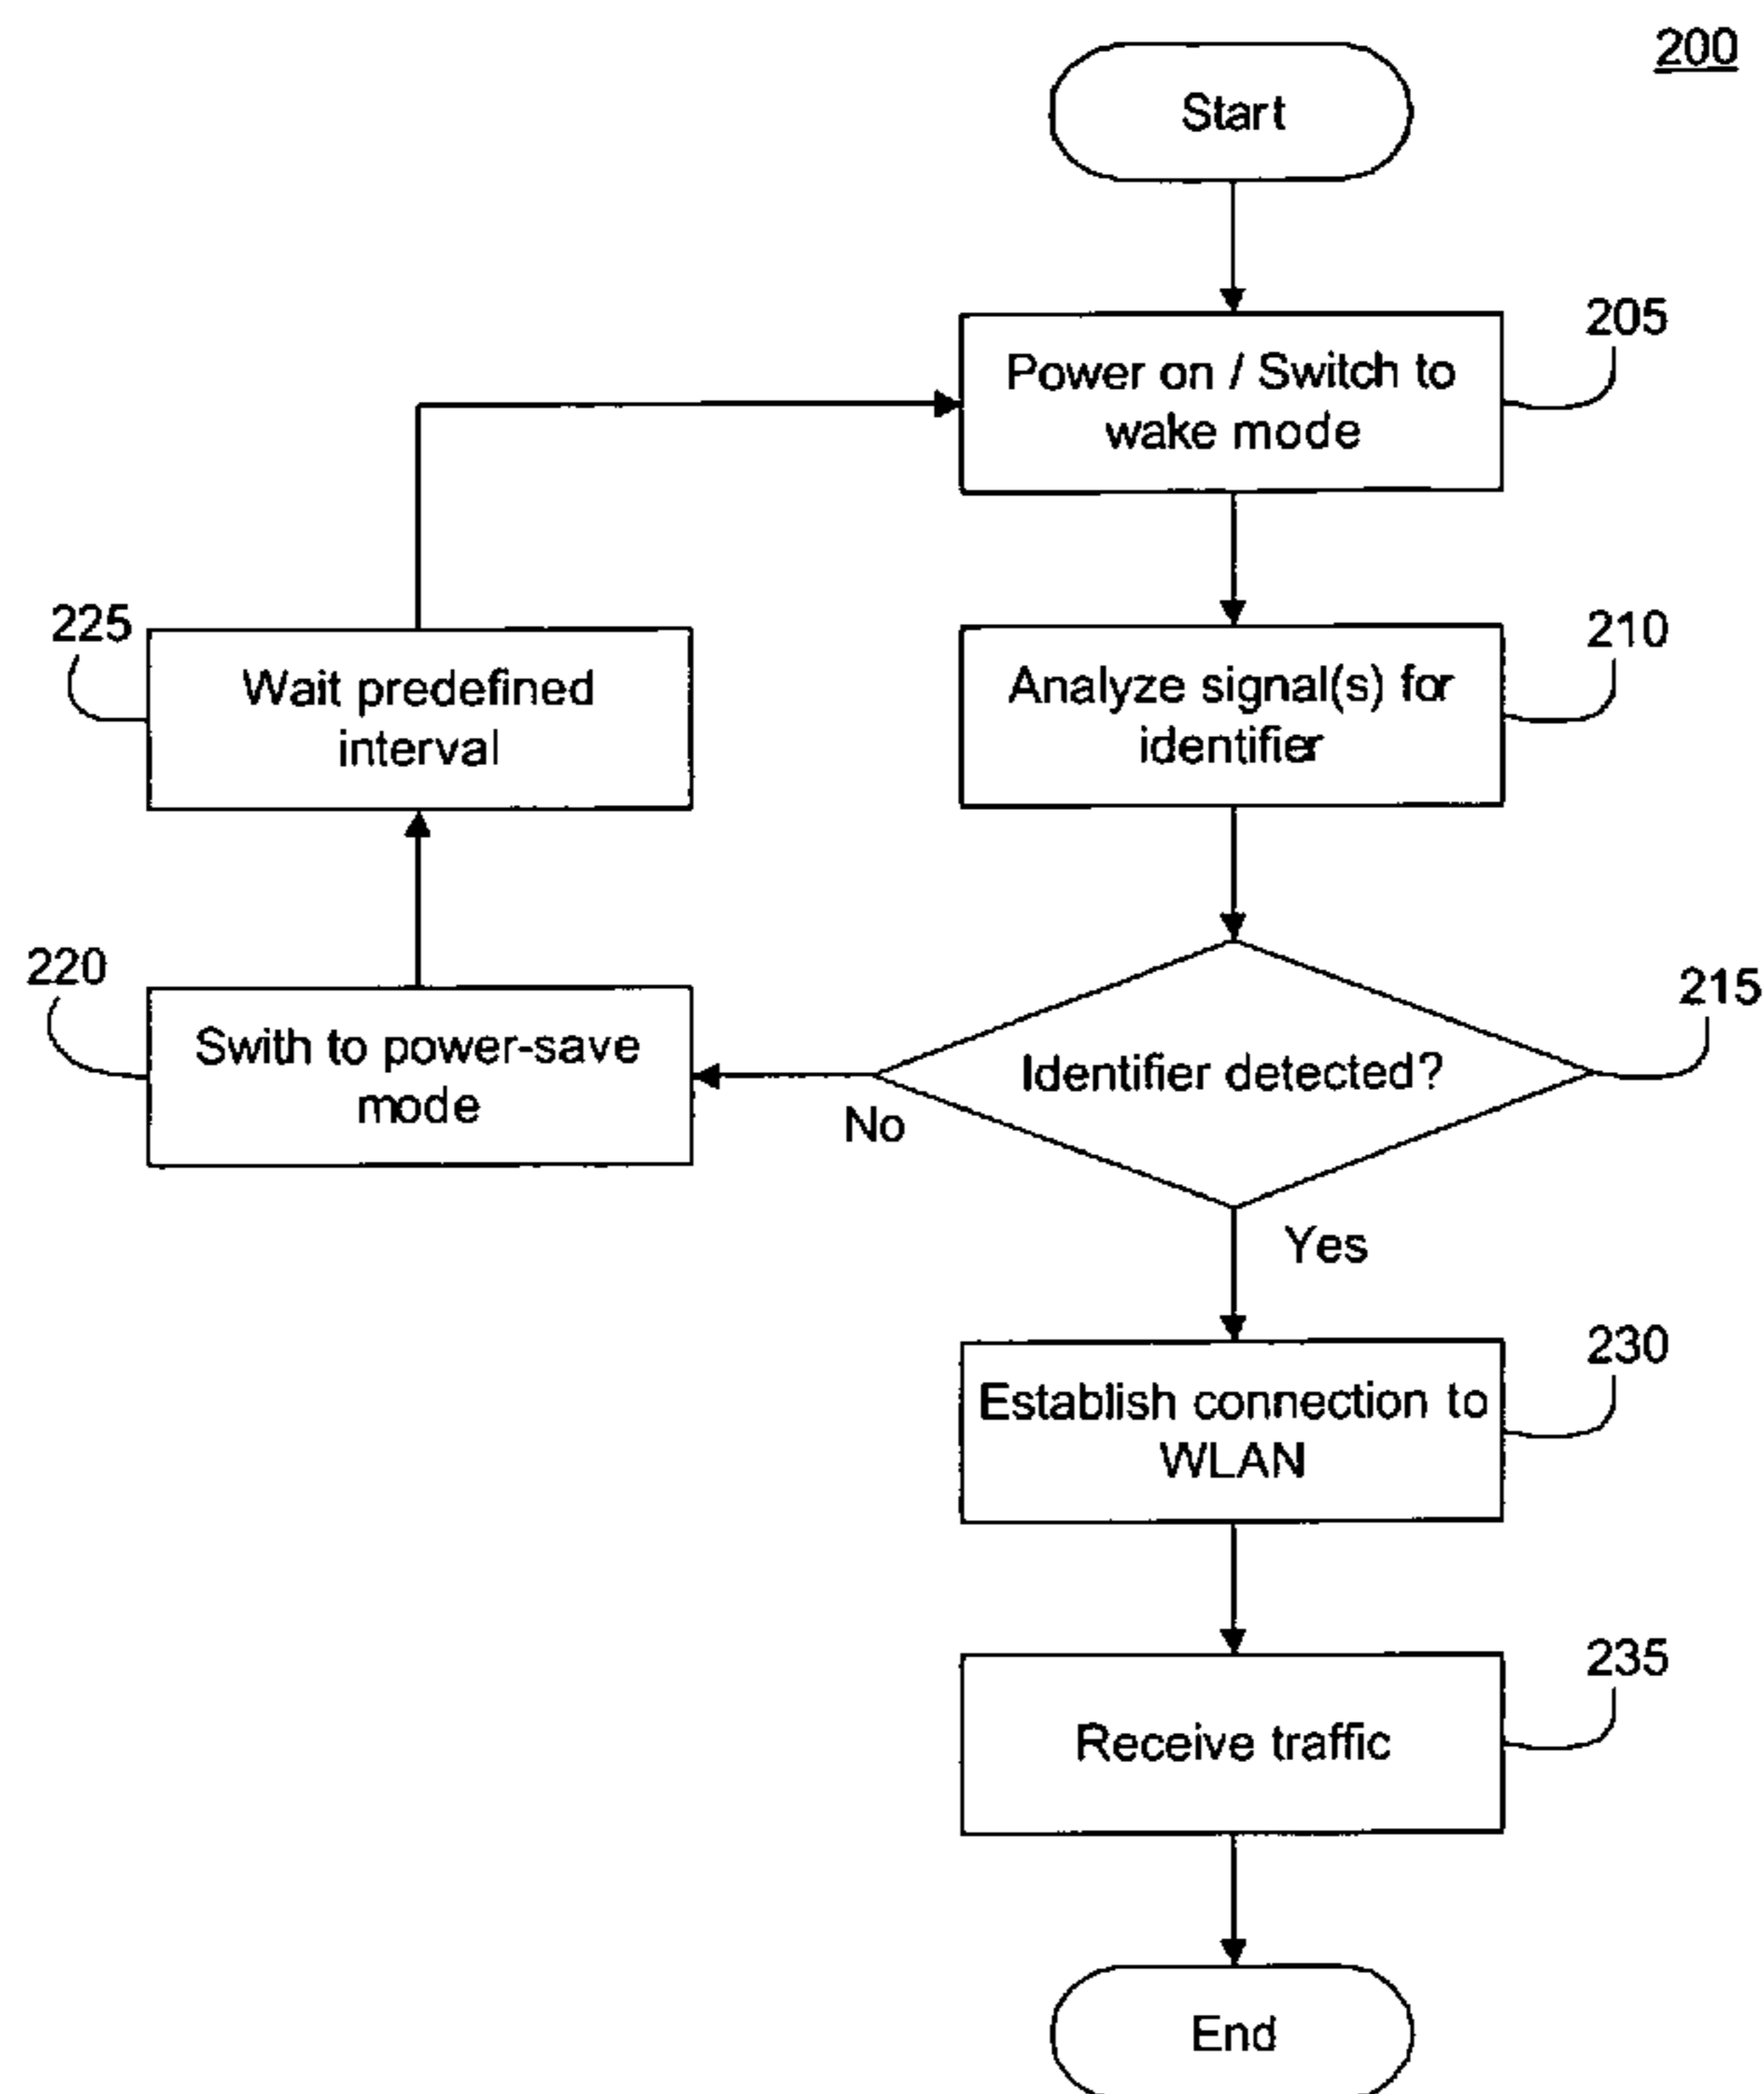 200
Start
205
Power on / Switch to
wake mode
225
210
Wait predefined
interval
Analyze signal(s) for
identifier
220
215
Swith to power-save
mode
Identifier detected?
No
Yes
230
Establish connection to
WLAN
235
Receive traffic
End